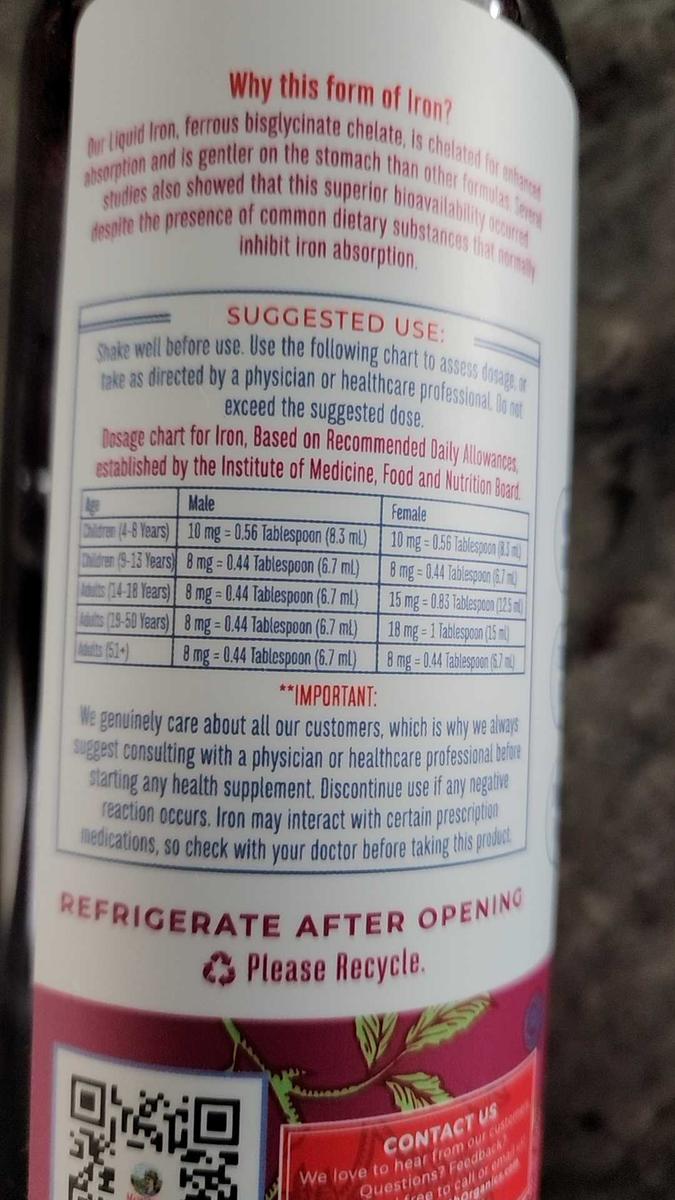 Why this form of Iron?
Our Liquid Iron, ferrous bisglycinate chelate, is chelated for enhanced
absorption and is gentler on the stomach than other formulas. Several
studies also showed that this superior bioavailability occurred
despite the presence of common dietary substances that normally
inhibit iron absorption.
SUGGESTED USE:
Shake well before use. Use the following chart to assess dosage, or
take as directed by a physician or healthcare professional. Do not
exceed the suggested dose.
Dosage chart for Iron, Based on Recommended Daily Allowances,
established by the Institute of Medicine, Food and Nutrition Board.
Age Male Female
Children (4-8 Years) 10 mg = 0.56 Tablespoon (8.3 mL) 10 mg = 0.56 Tablespoon (8.3 mL)
Children (9-13 Years) 8 mg = 0.44 Tablespoon (6.7 mL) 8 mg = 0.44 Tablespoon (6.7 mL)
Adults (14-18 Years) 8 mg = 0.44 Tablespoon (6.7 mL) 15 mg = 0.83 Tablespoon (12.5 mL)
Adults (19-50 Years) 8 mg = 0.44 Tablespoon (6.7 mL) 18 mg = 1 Tablespoon (15 mL)
Adults (51+) 8 mg = 0.44 Tablespoon (6.7 mL) 8 mg = 0.44 Tablespoon (6.7 mL)
**IMPORTANT:
We genuinely care about all our customers, which is why we always
suggest consulting with a physician or healthcare professional before
starting any health supplement. Discontinue use if any negative
reaction occurs. Iron may interact with certain prescription
medications, so check with your doctor before taking this product.
REFRIGERATE AFTER OPENING
Please Recycle.
CONTACT US
We love to hear from our customers
Questions? Feedback?
free to call or email